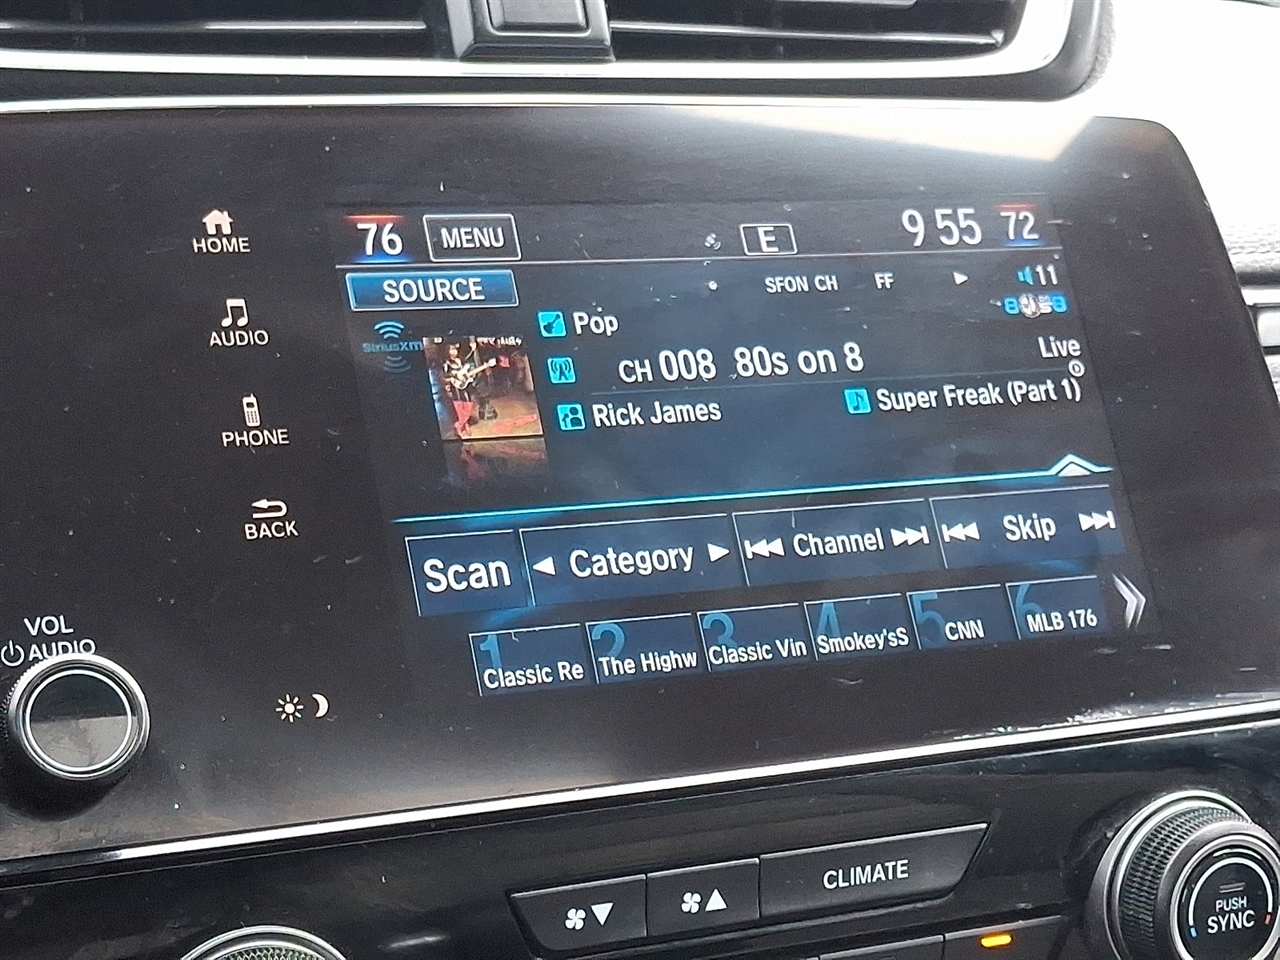 HOME
AUDIO
PHONE
BACK
VOL
AUDIO
76 MENU E 9 55 72
SOURCE SFON CH FF 11
SiriusXM
Pop
CH 008 80s on 8 Live
Rick James Super Freak (Part 1)
Scan Category Channel Skip
1 Classic Re
2 The Highw
3 Classic Vin
4 Smokey'sS
5 CNN
6 MLB 176
CLIMATE
PUSH
SYNC